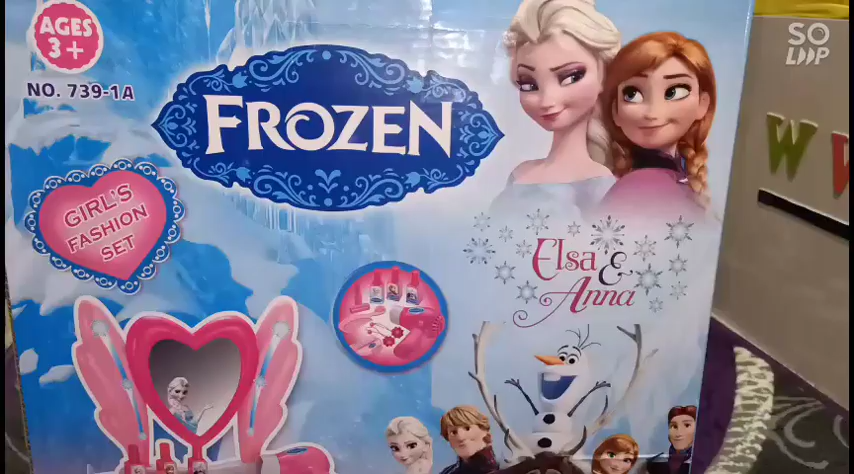 AGES
3+
NO. 739-1A
FROZEN
GIRL'S
FASHION
SET
Elsa &
Anna
SO
LOOP
W